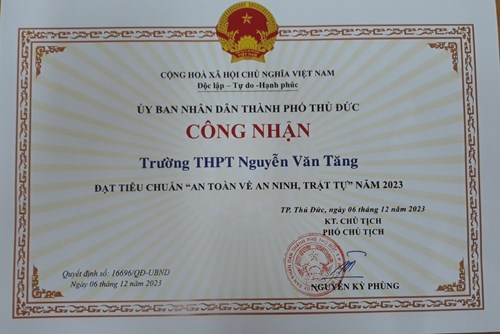 CỘNG HOÀ XÃ HỘI CHỦ NGHĨA VIỆT NAM
Độc lập – Tự do -Hạnh phúc
ỦY BAN NHÂN DÂN THÀNH PHỐ THỦ ĐỨC
CÔNG NHẬN
Trường THPT Nguyễn Văn Tăng
ĐẠT TIÊU CHUẨN “AN TOÀN VỀ AN NINH, TRẬT TỰ” NĂM 2023
TP. Thủ Đức, ngày 06 tháng 12 năm 2023
KT. CHỦ TỊCH
PHÓ CHỦ TỊCH
Quyết định số: 16696/QĐ-UBND
Ngày 06 tháng 12 năm 2023
NGUYỄN KỲ PHÙNG